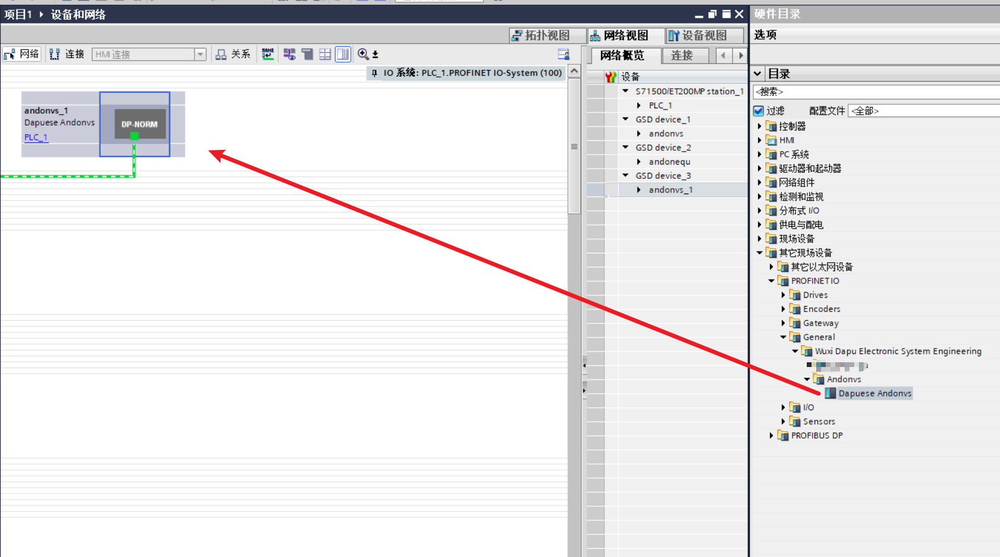 项目1 ▸ 设备和网络
拓扑视图
网络视图
设备视图
网络
连接
HMI 连接
关系
IO 系统: PLC_1.PROFINET IO-System (100)
andonvs_1
Dapuese Andonvs
PLC_1
DP-NORM
网络概览
连接
设备
S71500/ET200MP station_1
PLC_1
GSD device_1
andonvs
GSD device_2
andonequ
GSD device_3
andonvs_1
硬件目录
选项
目录
<搜索>
过滤
配置文件
<全部>
控制器
HMI
PC 系统
驱动器和起动器
网络组件
检测和监视
分布式 I/O
供电与配电
现场设备
其它现场设备
其它以太网设备
PROFINET IO
Drives
Encoders
Gateway
General
Wuxi Dapu Electronic System Engineering
Andonvs
Dapuese Andonvs
I/O
Sensors
PROFIBUS DP